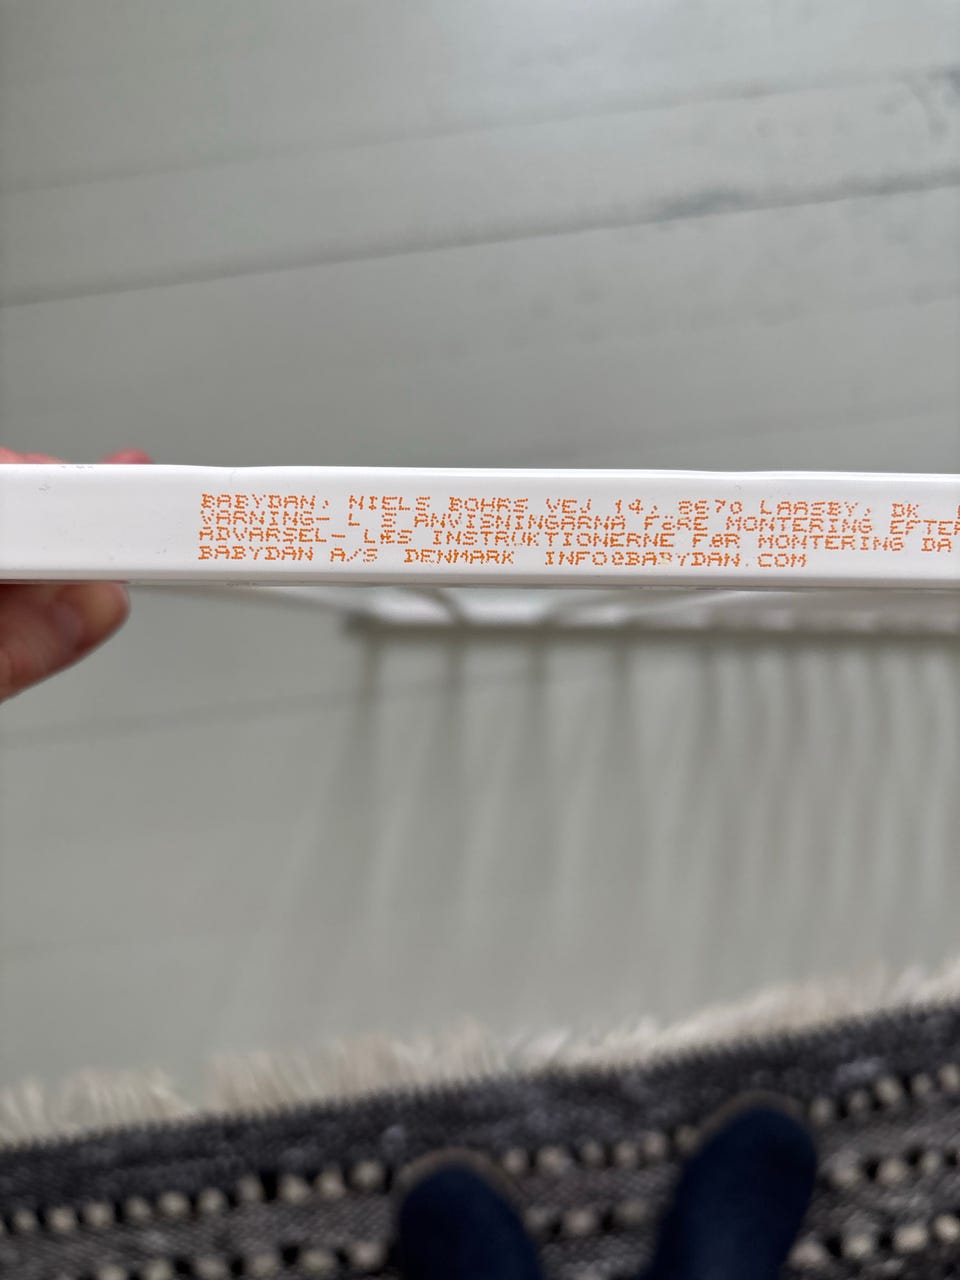 BABYDAN, NIELS BOHRS VEJ 14, 8670 LAASBY, DK
VARNING- L S ANVISNINGARNA FøRE MONTERING EFTER
ADVARSEL- LæS INSTRUKTIONERNE FøR MONTERING DA
BABYDAN A/S DENMARK INFO@BABYDAN.COM